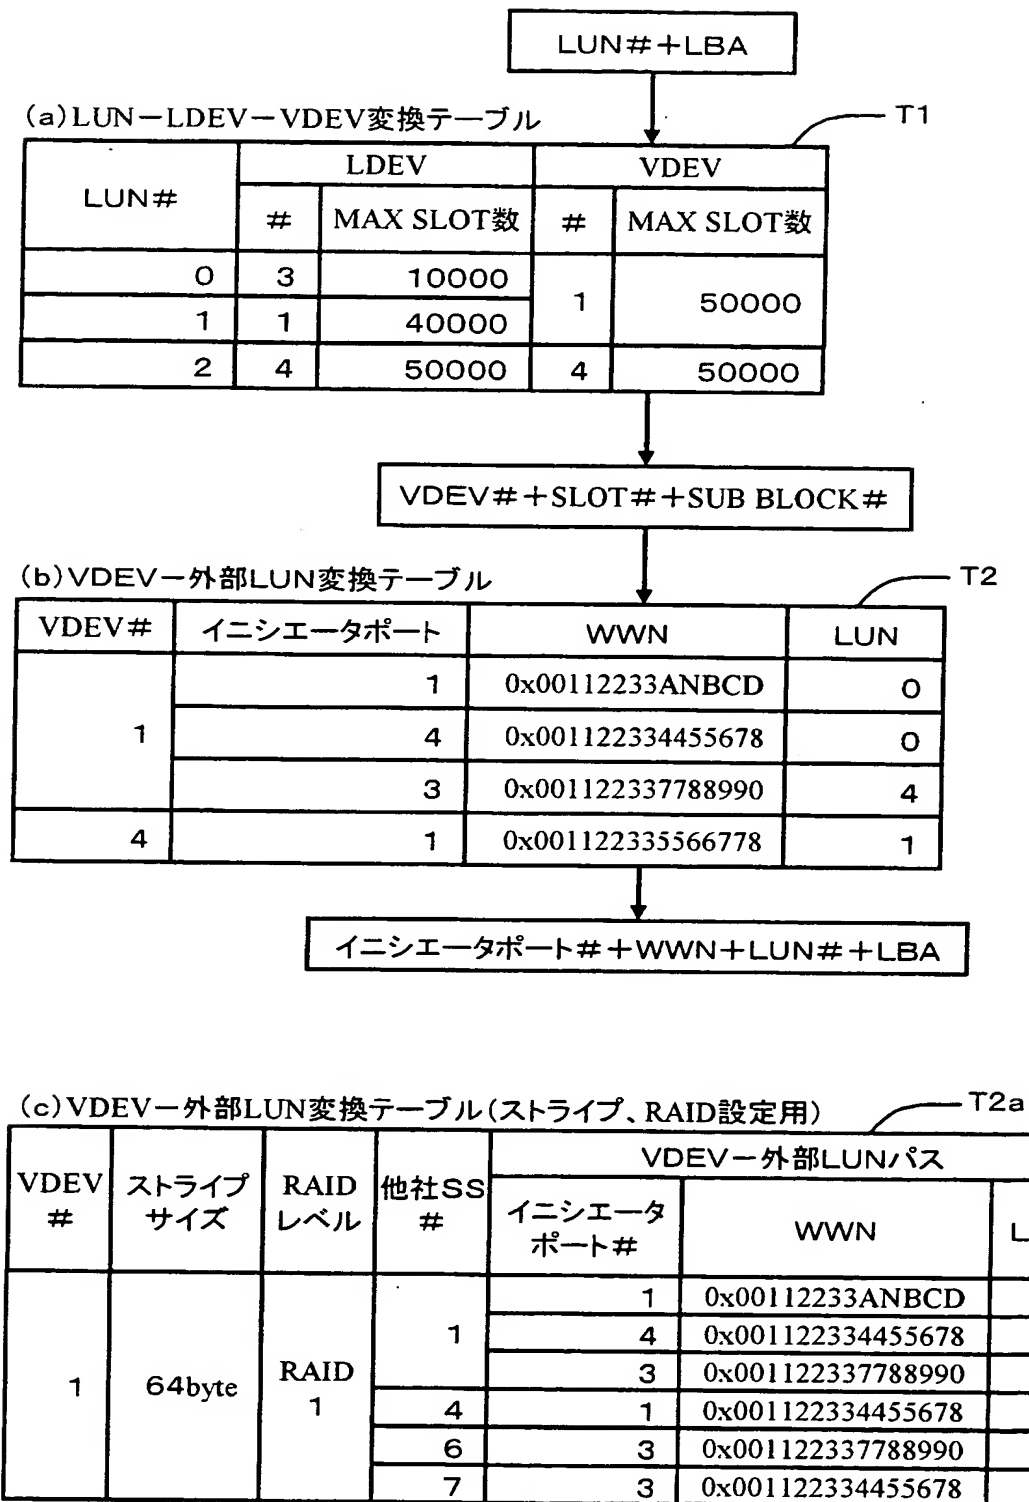 LUN#+LBA
(a)LUN-LDEV-VDEV変換テーブル
T1
LUN# LDEV VDEV
# MAX SLOT数 # MAX SLOT数
0 3 10000 1 50000
1 1 40000
2 4 50000 4 50000
VDEV#+SLOT#+SUB BLOCK#
(b)VDEV-外部LUN変換テーブル
T2
VDEV# イニシエータポート WWN LUN
1 1 0x00112233ANBCD 0
4 0x001122334455678 0
3 0x001122337788990 4
4 1 0x001122335566778 1
イニシエータポート#+WWN+LUN#+LBA
(c)VDEV-外部LUN変換テーブル(ストライプ、RAID設定用)
T2a
VDEV # ストライプ サイズ RAID レベル 他社SS #
VDEV-外部LUNパス
イニシエータ ポート# WWN
1 64byte RAID 1
1 1 0x00112233ANBCD
4 0x001122334455678
3 0x001122337788990
4 1 0x001122334455678
6 3 0x001122337788990
7 3 0x001122334455678